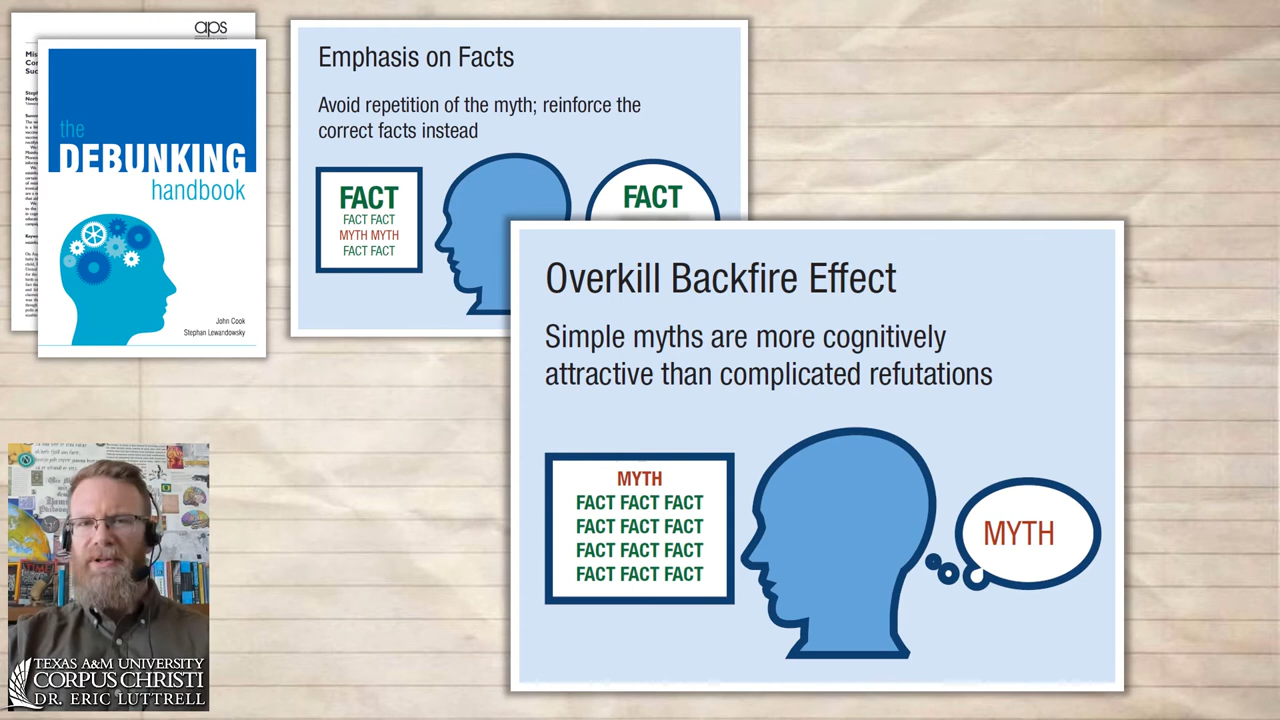 aps
Mis
Con
Suc
the
DEBUNKING
handbook
John Cook
Stephan Lewandowsky
Emphasis on Facts
Avoid repetition of the myth; reinforce the
correct facts instead
FACT
FACT FACT
MYTH MYTH
FACT FACT
FACT
Overkill Backfire Effect
Simple myths are more cognitively
attractive than complicated refutations
MYTH
FACT FACT FACT
FACT FACT FACT
FACT FACT FACT
FACT FACT FACT
MYTH
TEXAS A&M UNIVERSITY
CORPUS CHRISTI
DR. ERIC LUTTRELL